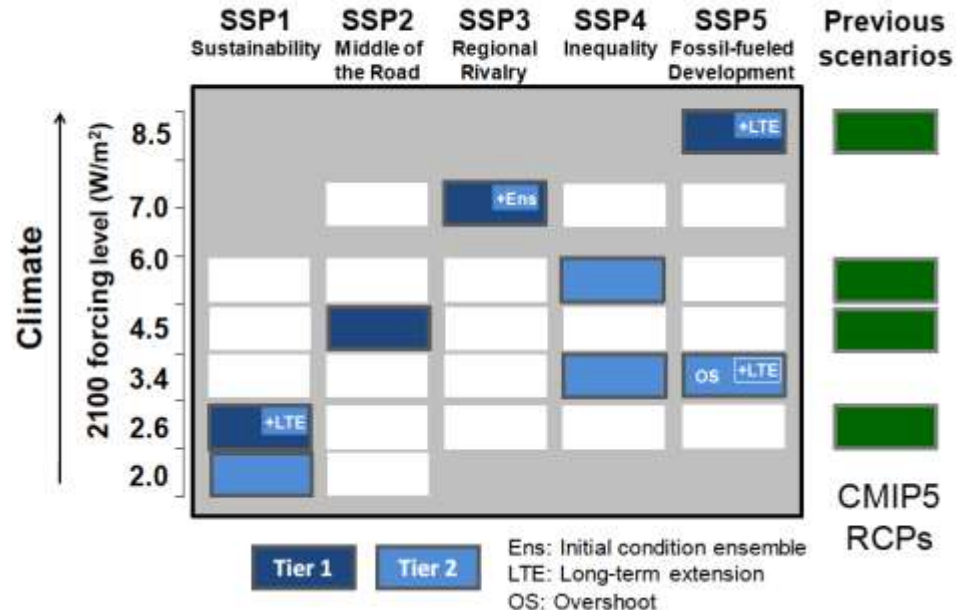 SSP1 SSP2 SSP3 SSP4 SSP5 Previous
Sustainability Middle of Regional Inequality Fossil-fueled scenarios
the Road Rivalry Development
Climate
2100 forcing level (W/m²)
8.5 +LTE
7.0 +Ens
6.0
4.5
3.4 OS +LTE
2.6 +LTE
2.0
CMIP5
RCPs
Tier 1 Tier 2
Ens: Initial condition ensemble
LTE: Long-term extension
OS: Overshoot